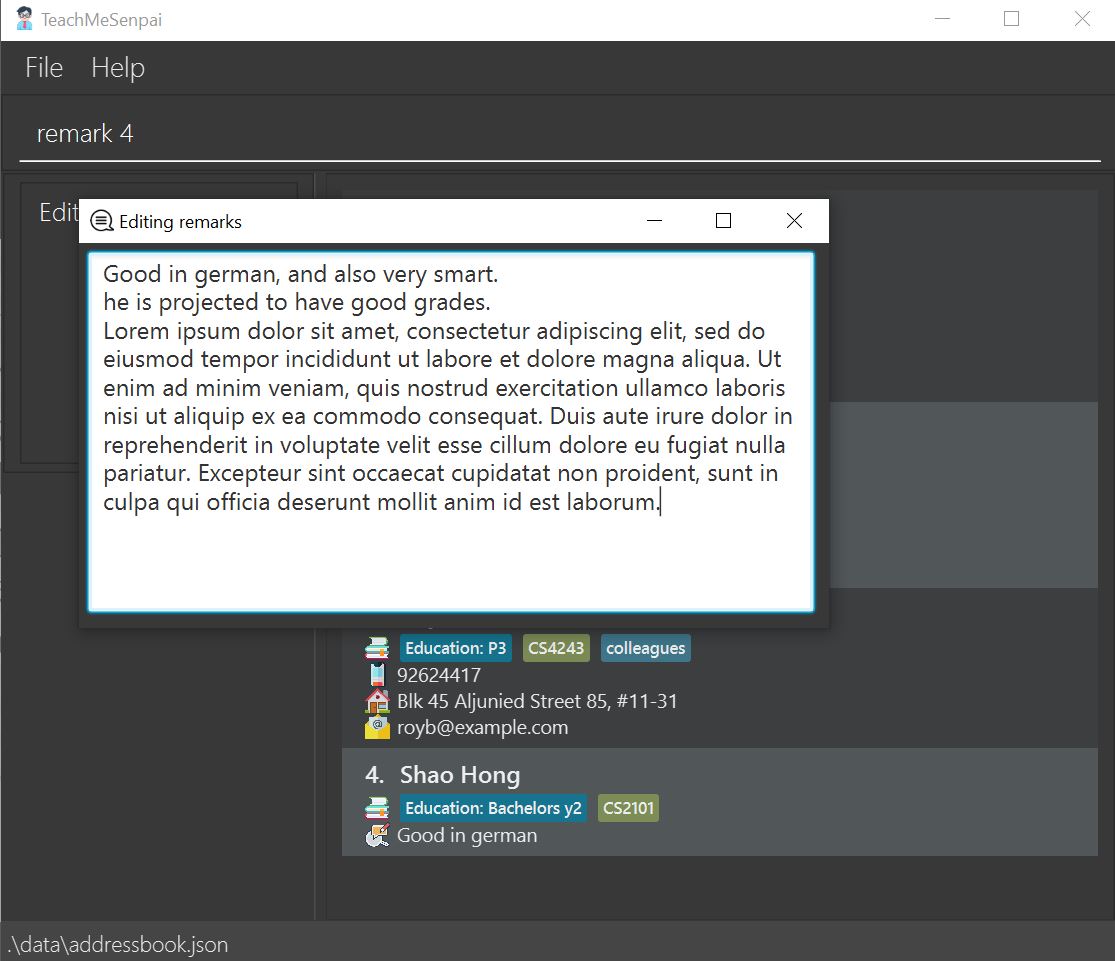 TeachMeSenpai
File Help
remark 4
Edit
Editing remarks
Good in german, and also very smart.
he is projected to have good grades.
Lorem ipsum dolor sit amet, consectetur adipiscing elit, sed do
eiusmod tempor incididunt ut labore et dolore magna aliqua. Ut
enim ad minim veniam, quis nostrud exercitation ullamco laboris
nisi ut aliquip ex ea commodo consequat. Duis aute irure dolor in
reprehenderit in voluptate velit esse cillum dolore eu fugiat nulla
pariatur. Excepteur sint occaecat cupidatat non proident, sunt in
culpa qui officia deserunt mollit anim id est laborum.
Education: P3 CS4243 colleagues
92624417
Blk 45 Aljunied Street 85, #11-31
royb@example.com
4. Shao Hong
Education: Bachelors y2 CS2101
Good in german
.\data\addressbook.json